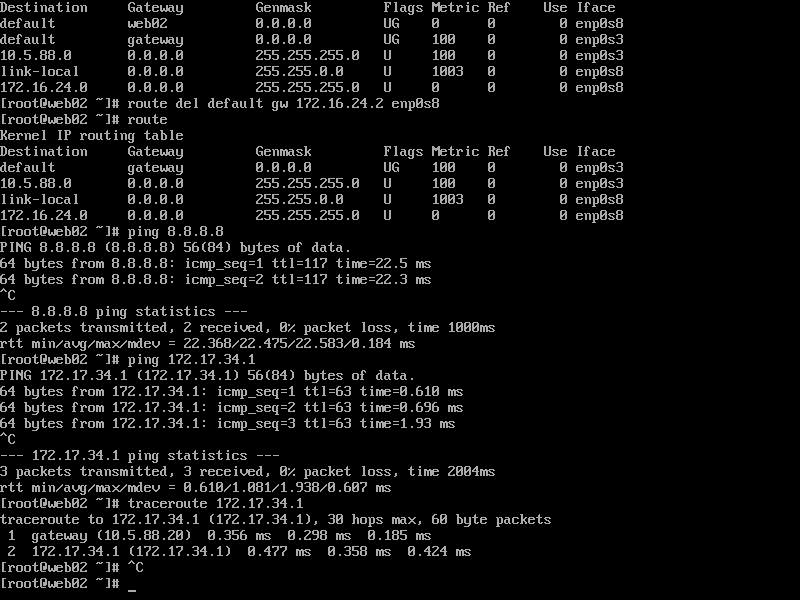 Destination     Gateway         Genmask         Flags Metric Ref    Use Iface
default         web02           0.0.0.0         UG    0      0        0 enp0s8
default         gateway         0.0.0.0         UG    100    0        0 enp0s3
10.5.88.0       0.0.0.0         255.255.255.0   U     100    0        0 enp0s3
link-local      0.0.0.0         255.255.0.0     U     1003   0        0 enp0s8
172.16.24.0     0.0.0.0         255.255.255.0   U     0      0        0 enp0s8
[root@web02 ~]# route del default gw 172.16.24.2 enp0s8
[root@web02 ~]# route
Kernel IP routing table
Destination     Gateway         Genmask         Flags Metric Ref    Use Iface
default         gateway         0.0.0.0         UG    100    0        0 enp0s3
10.5.88.0       0.0.0.0         255.255.255.0   U     100    0        0 enp0s3
link-local      0.0.0.0         255.255.0.0     U     1003   0        0 enp0s8
172.16.24.0     0.0.0.0         255.255.255.0   U     0      0        0 enp0s8
[root@web02 ~]# ping 8.8.8.8
PING 8.8.8.8 (8.8.8.8) 56(84) bytes of data.
64 bytes from 8.8.8.8: icmp_seq=1 ttl=117 time=22.5 ms
64 bytes from 8.8.8.8: icmp_seq=2 ttl=117 time=22.3 ms
^C
--- 8.8.8.8 ping statistics ---
2 packets transmitted, 2 received, 0% packet loss, time 1000ms
rtt min/avg/max/mdev = 22.368/22.475/22.583/0.184 ms
[root@web02 ~]# ping 172.17.34.1
PING 172.17.34.1 (172.17.34.1) 56(84) bytes of data.
64 bytes from 172.17.34.1: icmp_seq=1 ttl=63 time=0.610 ms
64 bytes from 172.17.34.1: icmp_seq=2 ttl=63 time=0.696 ms
64 bytes from 172.17.34.1: icmp_seq=3 ttl=63 time=1.93 ms
^C
--- 172.17.34.1 ping statistics ---
3 packets transmitted, 3 received, 0% packet loss, time 2004ms
rtt min/avg/max/mdev = 0.610/1.081/1.938/0.607 ms
[root@web02 ~]# traceroute 172.17.34.1
traceroute to 172.17.34.1 (172.17.34.1), 30 hops max, 60 byte packets
 1  gateway (10.5.88.20)  0.356 ms  0.298 ms  0.185 ms
 2  172.17.34.1 (172.17.34.1)  0.477 ms  0.358 ms  0.424 ms
[root@web02 ~]# ^C
[root@web02 ~]# _